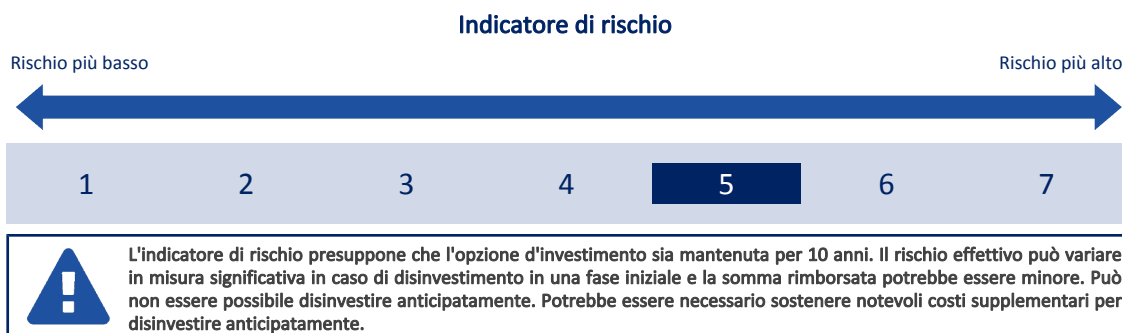 Indicatore di rischio
Rischio più basso
Rischio più alto
1 2 3 4 5 6 7
L'indicatore di rischio presuppone che l'opzione d'investimento sia mantenuta per 10 anni. Il rischio effettivo può variare
in misura significativa in caso di disinvestimento in una fase iniziale e la somma rimborsata potrebbe essere minore. Può
non essere possibile disinvestire anticipatamente. Potrebbe essere necessario sostenere notevoli costi supplementari per
disinvestire anticipatamente.